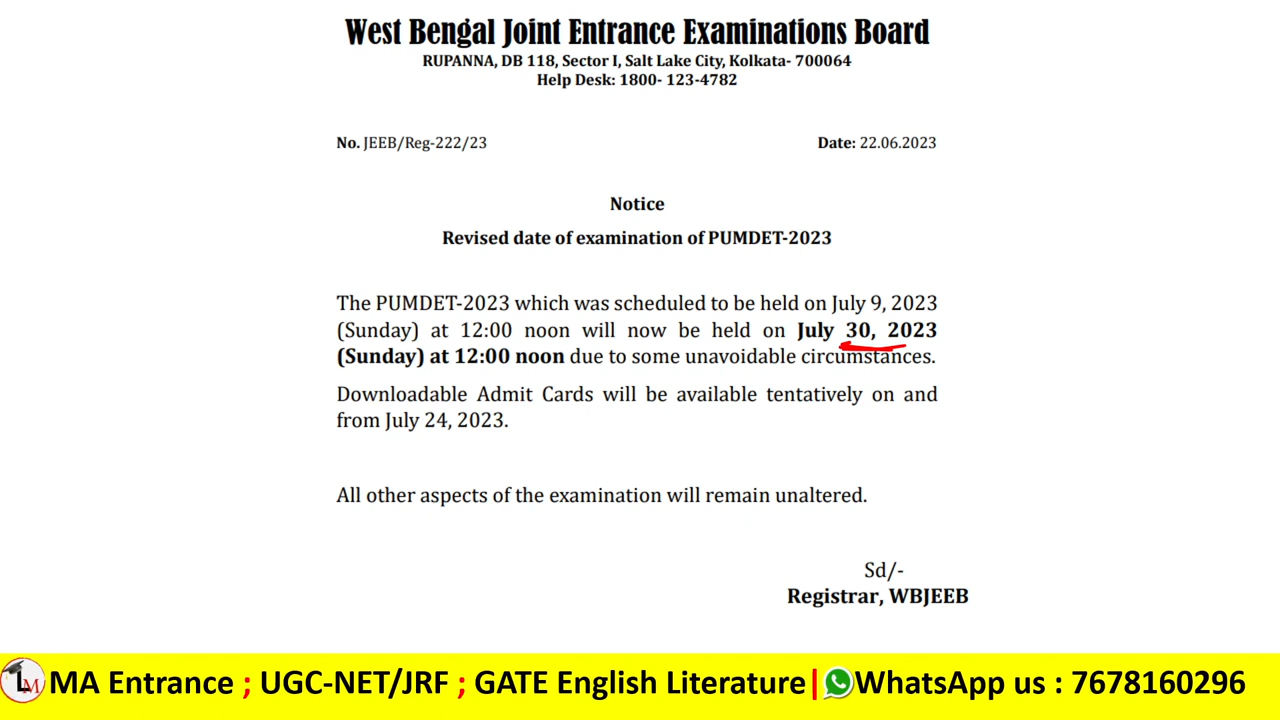 West Bengal Joint Entrance Examinations Board
RUPANNA, DB 118, Sector I, Salt Lake City, Kolkata- 700064
Help Desk: 1800- 123-4782
No. JEEB/Reg-222/23 Date: 22.06.2023
Notice
Revised date of examination of PUMDET-2023
The PUMDET-2023 which was scheduled to be held on July 9, 2023
(Sunday) at 12:00 noon will now be held on July 30, 2023
(Sunday) at 12:00 noon due to some unavoidable circumstances.
Downloadable Admit Cards will be available tentatively on and
from July 24, 2023.
All other aspects of the examination will remain unaltered.
Sd/-
Registrar, WBJEEB
LM MA Entrance ; UGC-NET/JRF ; GATE English Literature| WhatsApp us : 7678160296